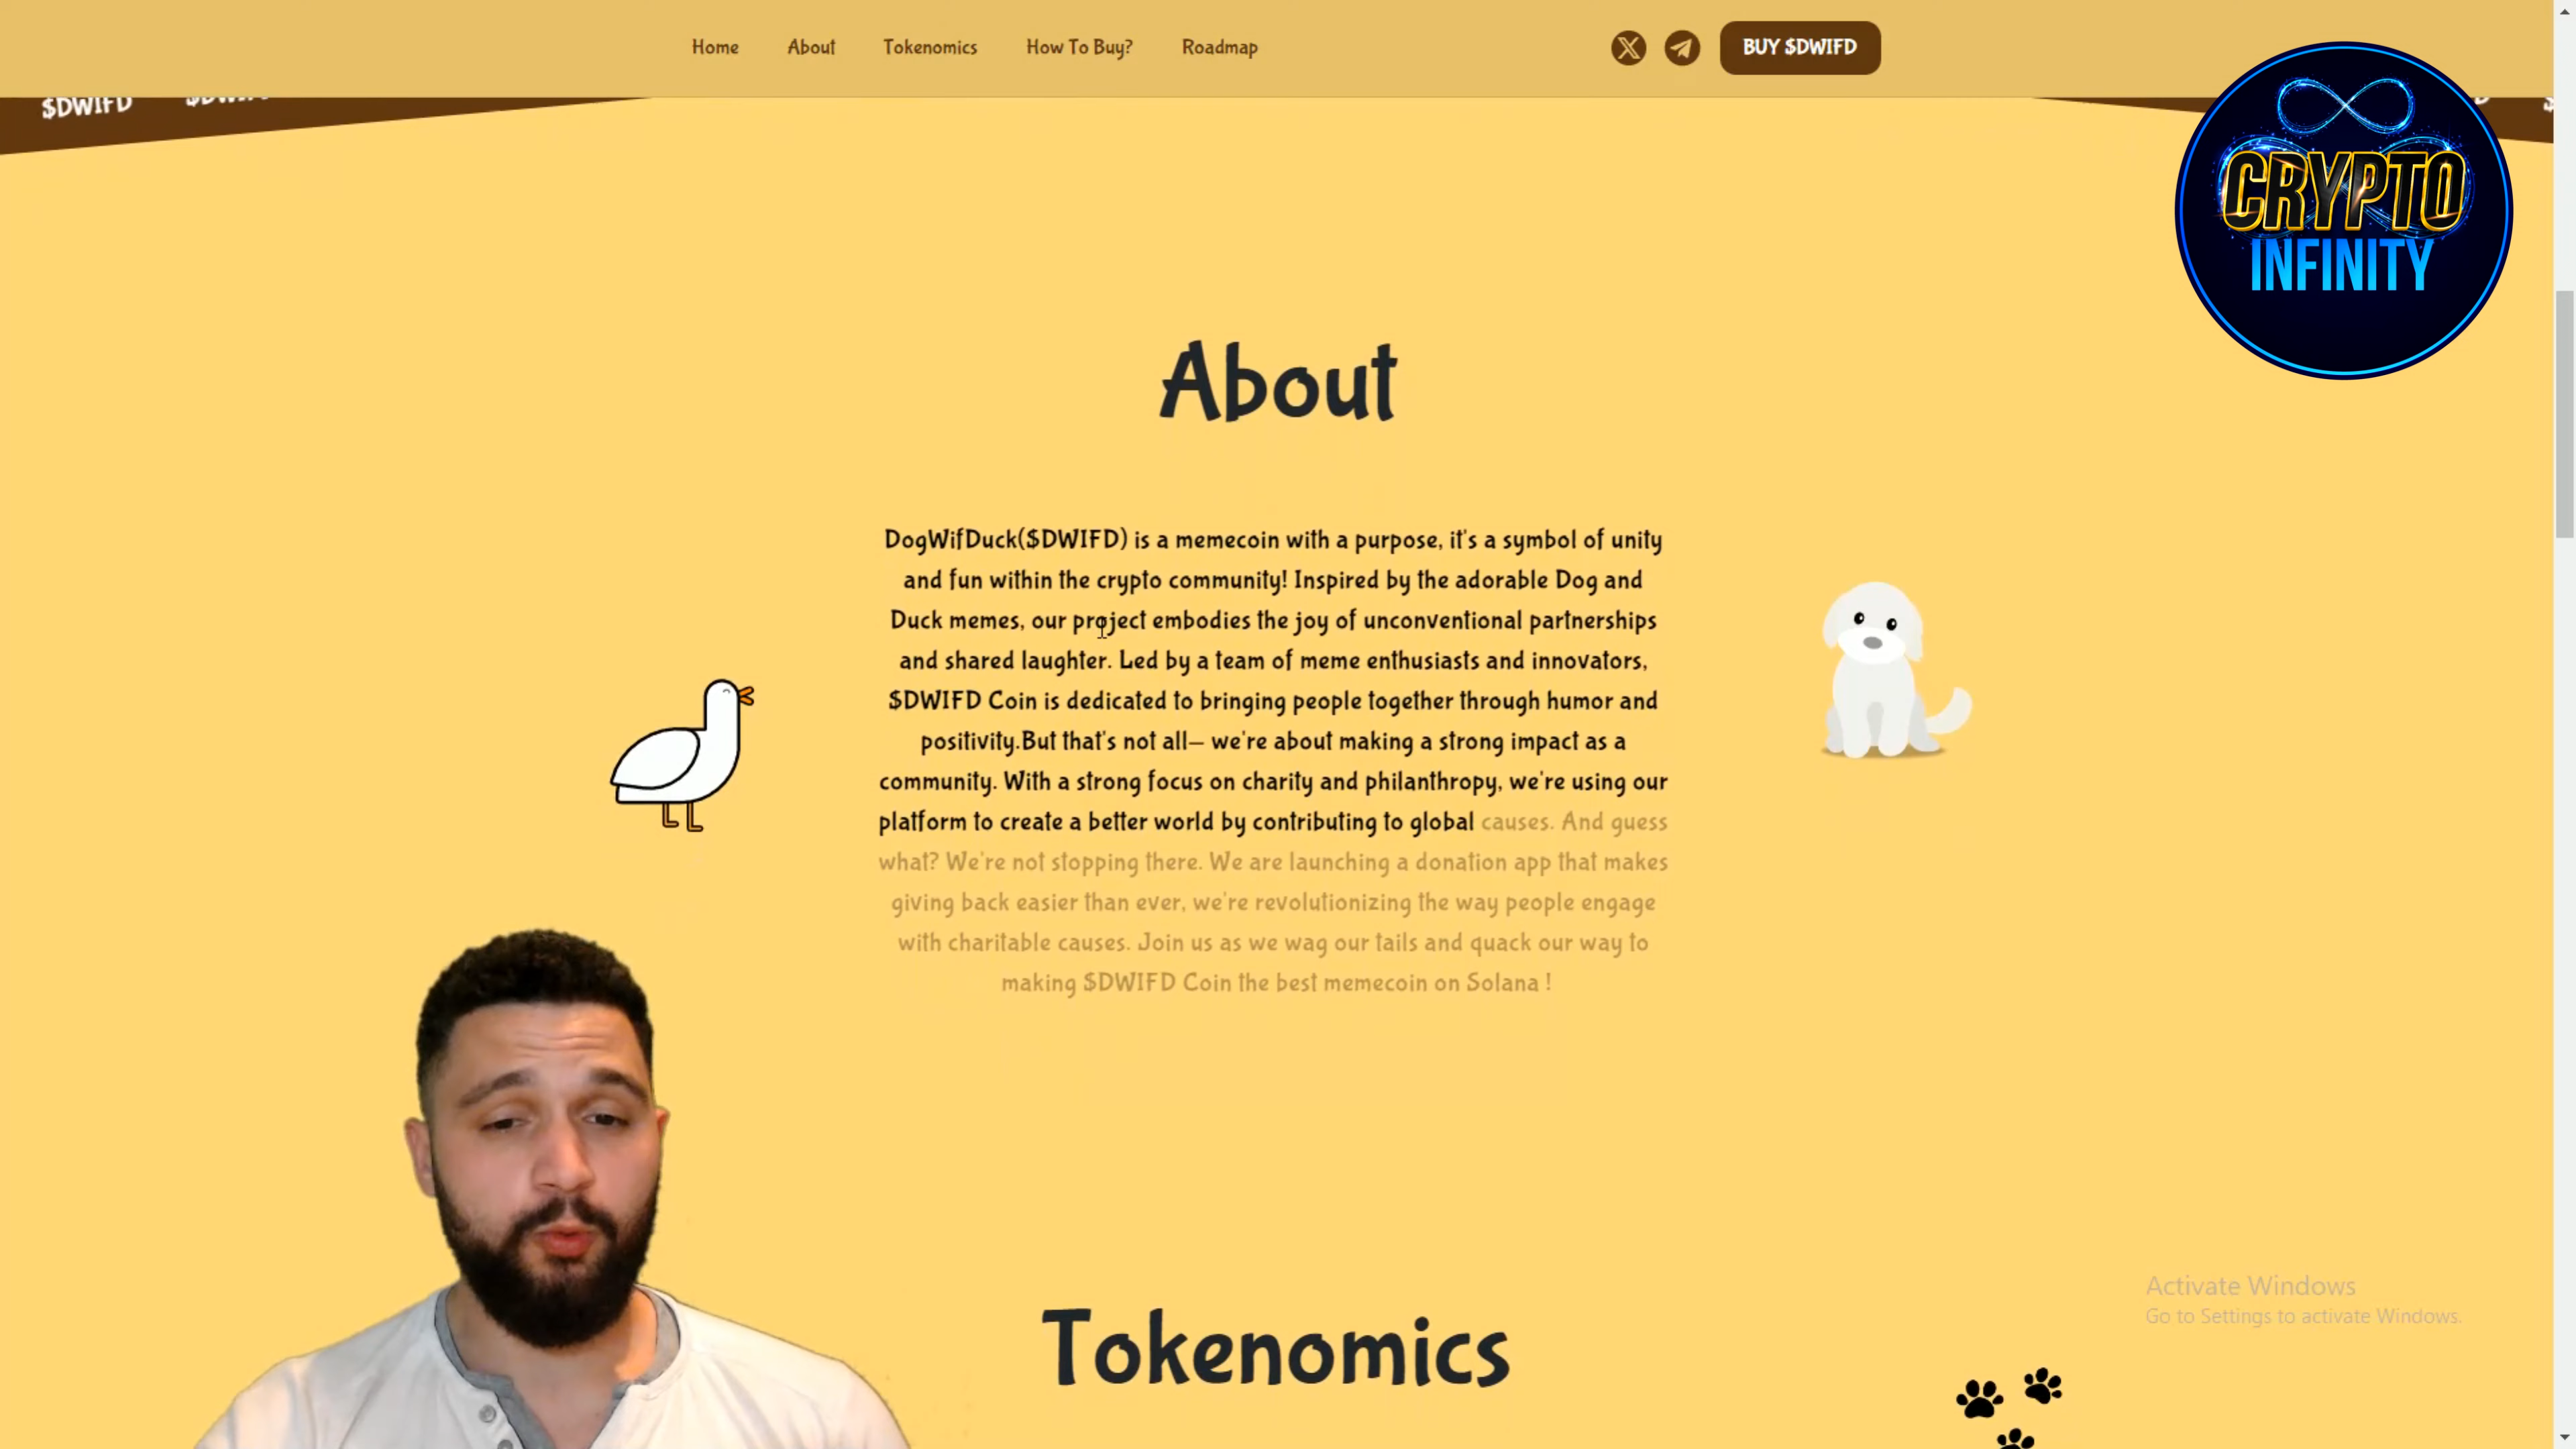 Home About Tokenomics How To Buy? Roadmap BUY $DWIFD
$DWIFD
CRYPTO
INFINITY
About
DogWifDuck($DWIFD) is a memecoin with a purpose, it's a symbol of unity
and fun within the crypto community! Inspired by the adorable Dog and
Duck memes, our project embodies the joy of unconventional partnerships
and shared laughter. Led by a team of meme enthusiasts and innovators,
$DWIFD Coin is dedicated to bringing people together through humor and
positivity.But that's not all— we're about making a strong impact as a
community. With a strong focus on charity and philanthropy, we're using our
platform to create a better world by contributing to global causes. And guess
what? We're not stopping there. We are launching a donation app that makes
giving back easier than ever, we're revolutionizing the way people engage
with charitable causes. Join us as we wag our tails and quack our way to
making $DWIFD Coin the best memecoin on Solana !
Activate Windows
Go to Settings to activate Windows.
Tokenomics